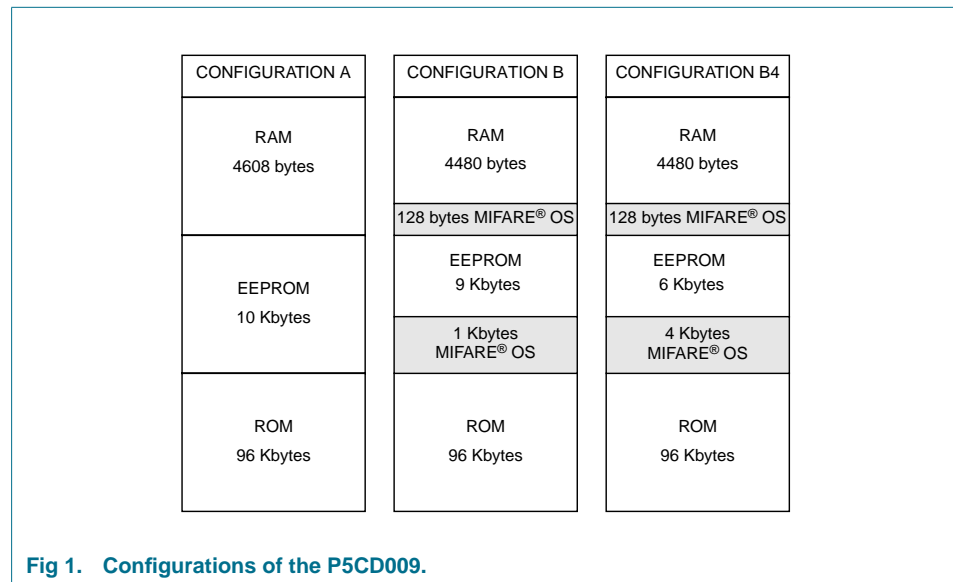 CONFIGURATION A
RAM
4608 bytes
EEPROM
10 Kbytes
ROM
96 Kbytes
CONFIGURATION B
RAM
4480 bytes
128 bytes MIFARE® OS
EEPROM
9 Kbytes
1 Kbytes
MIFARE® OS
ROM
96 Kbytes
CONFIGURATION B4
RAM
4480 bytes
128 bytes MIFARE® OS
EEPROM
6 Kbytes
4 Kbytes
MIFARE® OS
ROM
96 Kbytes
Fig 1. Configurations of the P5CD009.